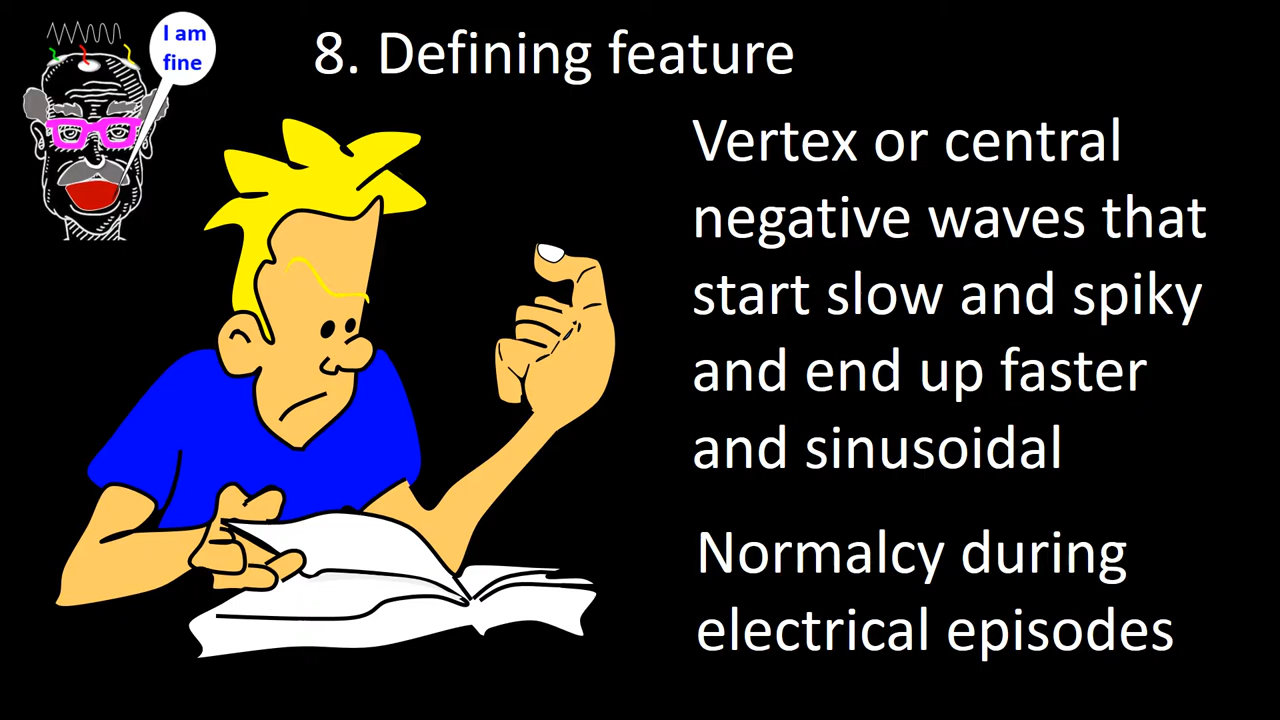 I am
fine
8. Defining feature
Vertex or central
negative waves that
start slow and spiky
and end up faster
and sinusoidal
Normalcy during
electrical episodes